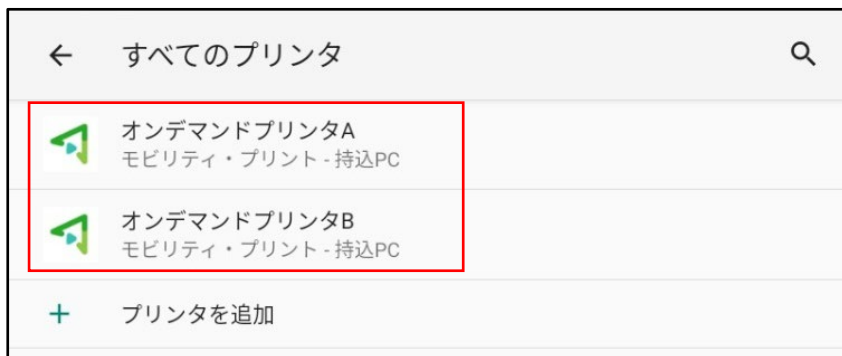 すべてのプリンタ
オンデマンドプリンタA
モビリティ・プリント - 持込PC
オンデマンドプリンタB
モビリティ・プリント - 持込PC
プリンタを追加